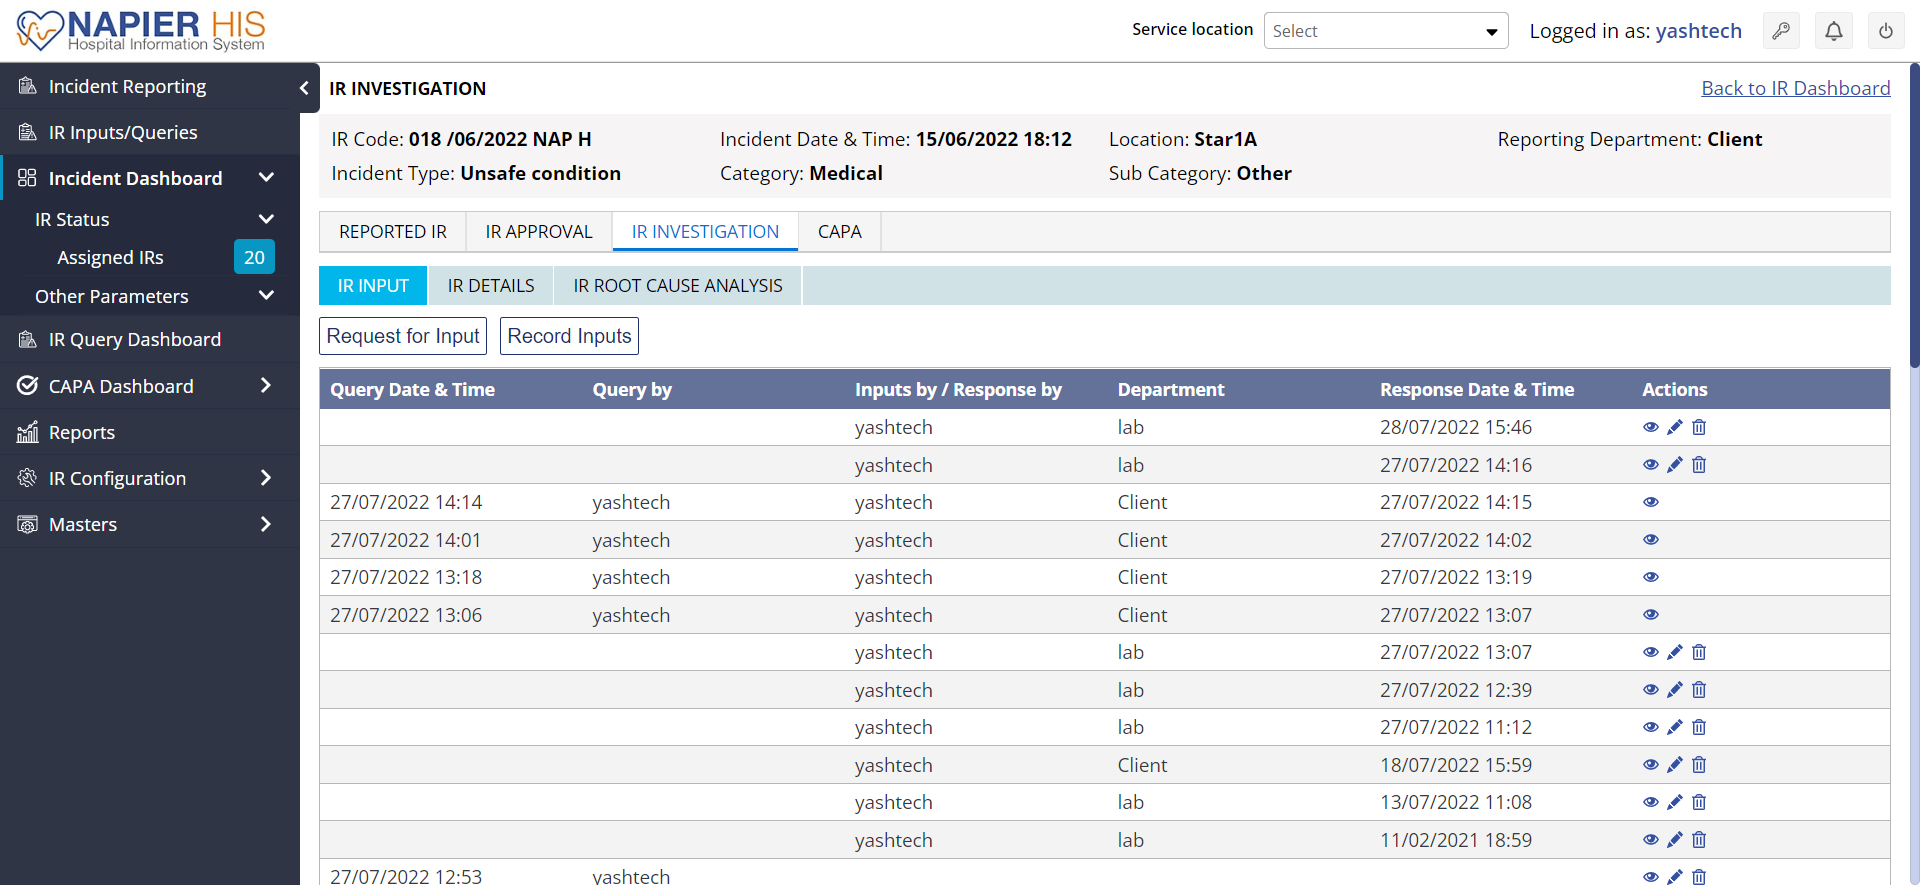 NAPIER HIS
Hospital Information System
Service location
Select
Logged in as: yashtech
Incident Reporting
IR Inputs/Queries
Incident Dashboard
IR Status
Assigned IRs 20
Other Parameters
IR Query Dashboard
CAPA Dashboard
Reports
IR Configuration
Masters
IR INVESTIGATION
Back to IR Dashboard
IR Code: 018 /06/2022 NAP H Incident Date & Time: 15/06/2022 18:12 Location: Star1A Reporting Department: Client
Incident Type: Unsafe condition Category: Medical Sub Category: Other
REPORTED IR IR APPROVAL IR INVESTIGATION CAPA
IR INPUT IR DETAILS IR ROOT CAUSE ANALYSIS
Request for Input Record Inputs
Query Date & Time Query by Inputs by / Response by Department Response Date & Time Actions
yashtech lab 28/07/2022 15:46
yashtech lab 27/07/2022 14:16
27/07/2022 14:14 yashtech yashtech Client 27/07/2022 14:15
27/07/2022 14:01 yashtech yashtech Client 27/07/2022 14:02
27/07/2022 13:18 yashtech yashtech Client 27/07/2022 13:19
27/07/2022 13:06 yashtech yashtech Client 27/07/2022 13:07
yashtech lab 27/07/2022 13:07
yashtech lab 27/07/2022 12:39
yashtech lab 27/07/2022 11:12
yashtech Client 18/07/2022 15:59
yashtech lab 13/07/2022 11:08
yashtech lab 11/02/2021 18:59
27/07/2022 12:53 yashtech